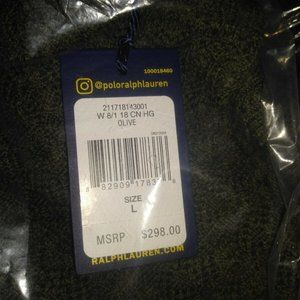 100018460
@poloralphlauren
211718143001
W 8/1 18 CN HG
OLIVE
SIZE
L
MSRP $298.00
RALPHLAUREN.COM